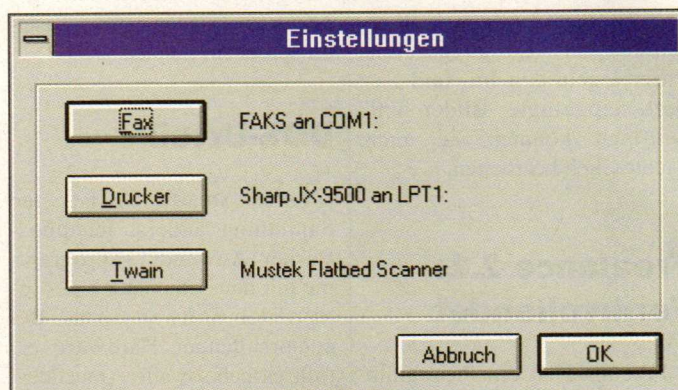 Einstellungen
Fax FAKS an COM1:
Drucker Sharp JX-9500 an LPT1:
Twain Mustek Flatbed Scanner
Abbruch OK